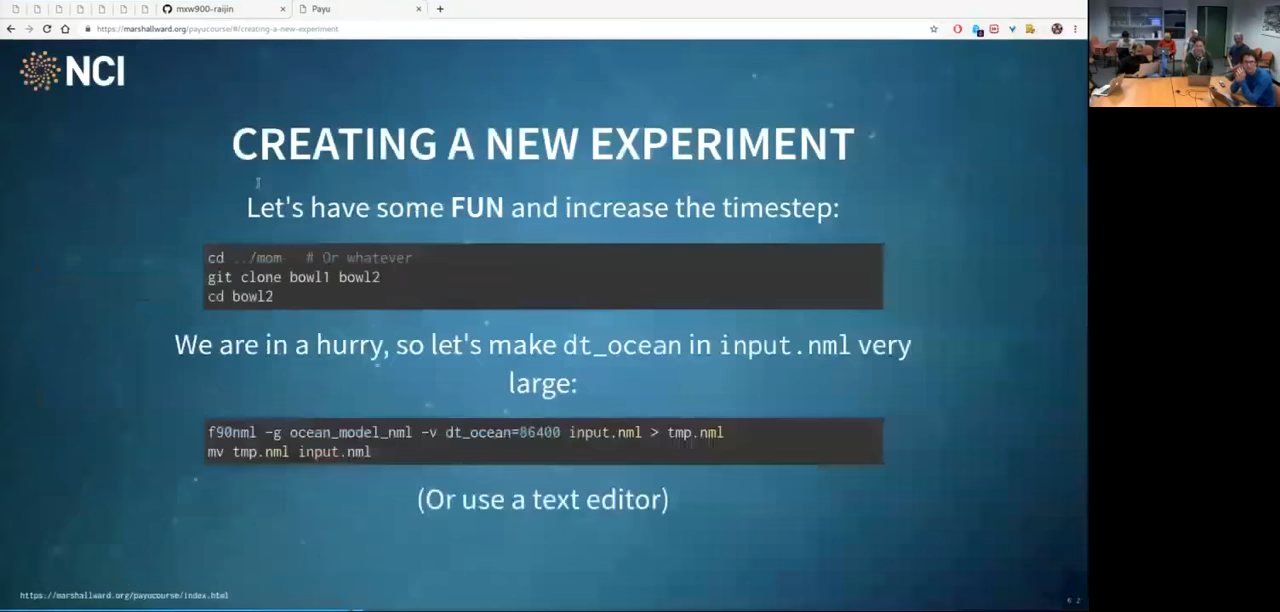 mxw900-raijin
Payu
https://marshallward.org/payucourse/#/creating-a-new-experiment
NCI
CREATING A NEW EXPERIMENT
Let's have some FUN and increase the timestep:
cd ../mom # Or whatever
git clone bowl1 bowl2
cd bowl2
We are in a hurry, so let's make dt_ocean in input.nml very
large:
f90nml -g ocean_model_nml -v dt_ocean=86400 input.nml > tmp.nml
mv tmp.nml input.nml
(Or use a text editor)
https://marshallward.org/payucourse/index.html
6.2